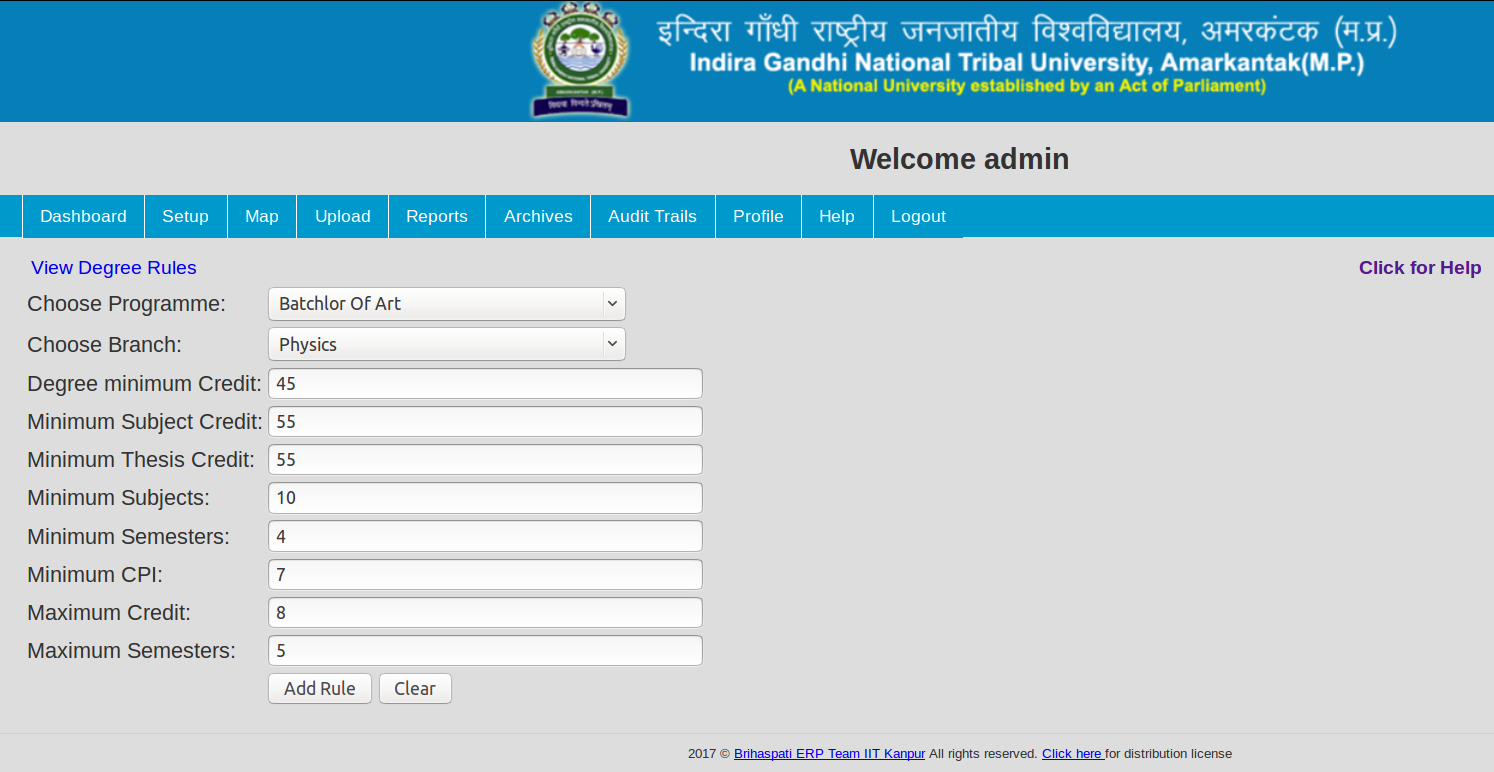 इन्दिरा गाँधी राष्ट्रीय जनजातीय विश्वविद्यालय, अमरकंटक (म.प्र.)
Indira Gandhi National Tribal University, Amarkantak(M.P.)
(A National University established by an Act of Parliament)
Welcome admin
Dashboard Setup Map Upload Reports Archives Audit Trails Profile Help Logout
View Degree Rules Click for Help
Choose Programme: Batchlor Of Art
Choose Branch: Physics
Degree minimum Credit: 45
Minimum Subject Credit: 55
Minimum Thesis Credit: 55
Minimum Subjects: 10
Minimum Semesters: 4
Minimum CPI: 7
Maximum Credit: 8
Maximum Semesters: 5
Add Rule Clear
2017 © Brihaspati ERP Team IIT Kanpur All rights reserved. Click here for distribution license